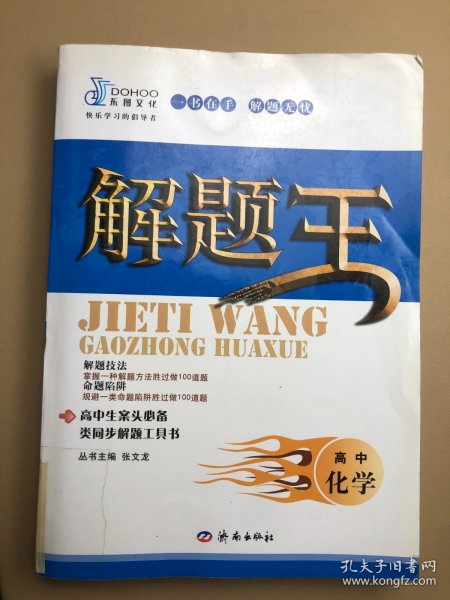 DOHOO
东图文化
快乐学习的倡导者
一书在手 解题无忧
解题王
JIETI WANG
GAOZHONG HUAXUE
解题技法
掌握一种解题方法胜过做100道题
命题陷阱
规避一类命题陷阱胜过做100道题
高中生案头必备
类同步解题工具书
丛书主编 张文龙
高中
化学
济南出版社
孔夫子旧书网
www.kongfz.com